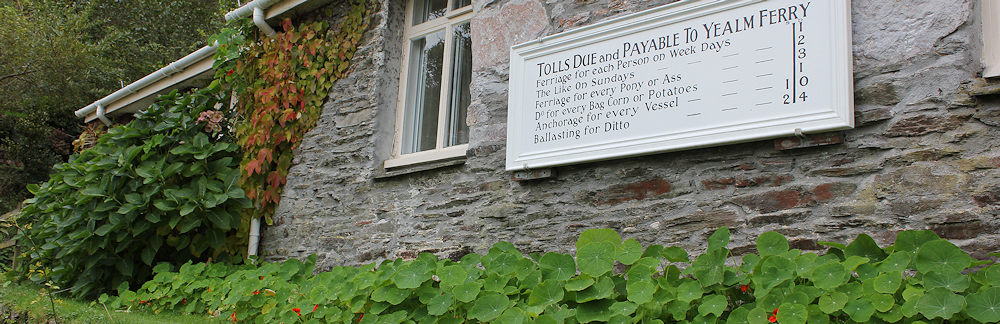 TOLLS DUE and PAYABLE TO YEALM FERRY
Ferriage for each Person on Week Days — 1
The Like on Sundays — — 2
Ferriage for every Pony or Ass — — 3
Do for every Bag Corn or Potatoes — — 1
Anchorage for every Vessel — — — 1 0
Ballasting for Ditto — — — 2 4